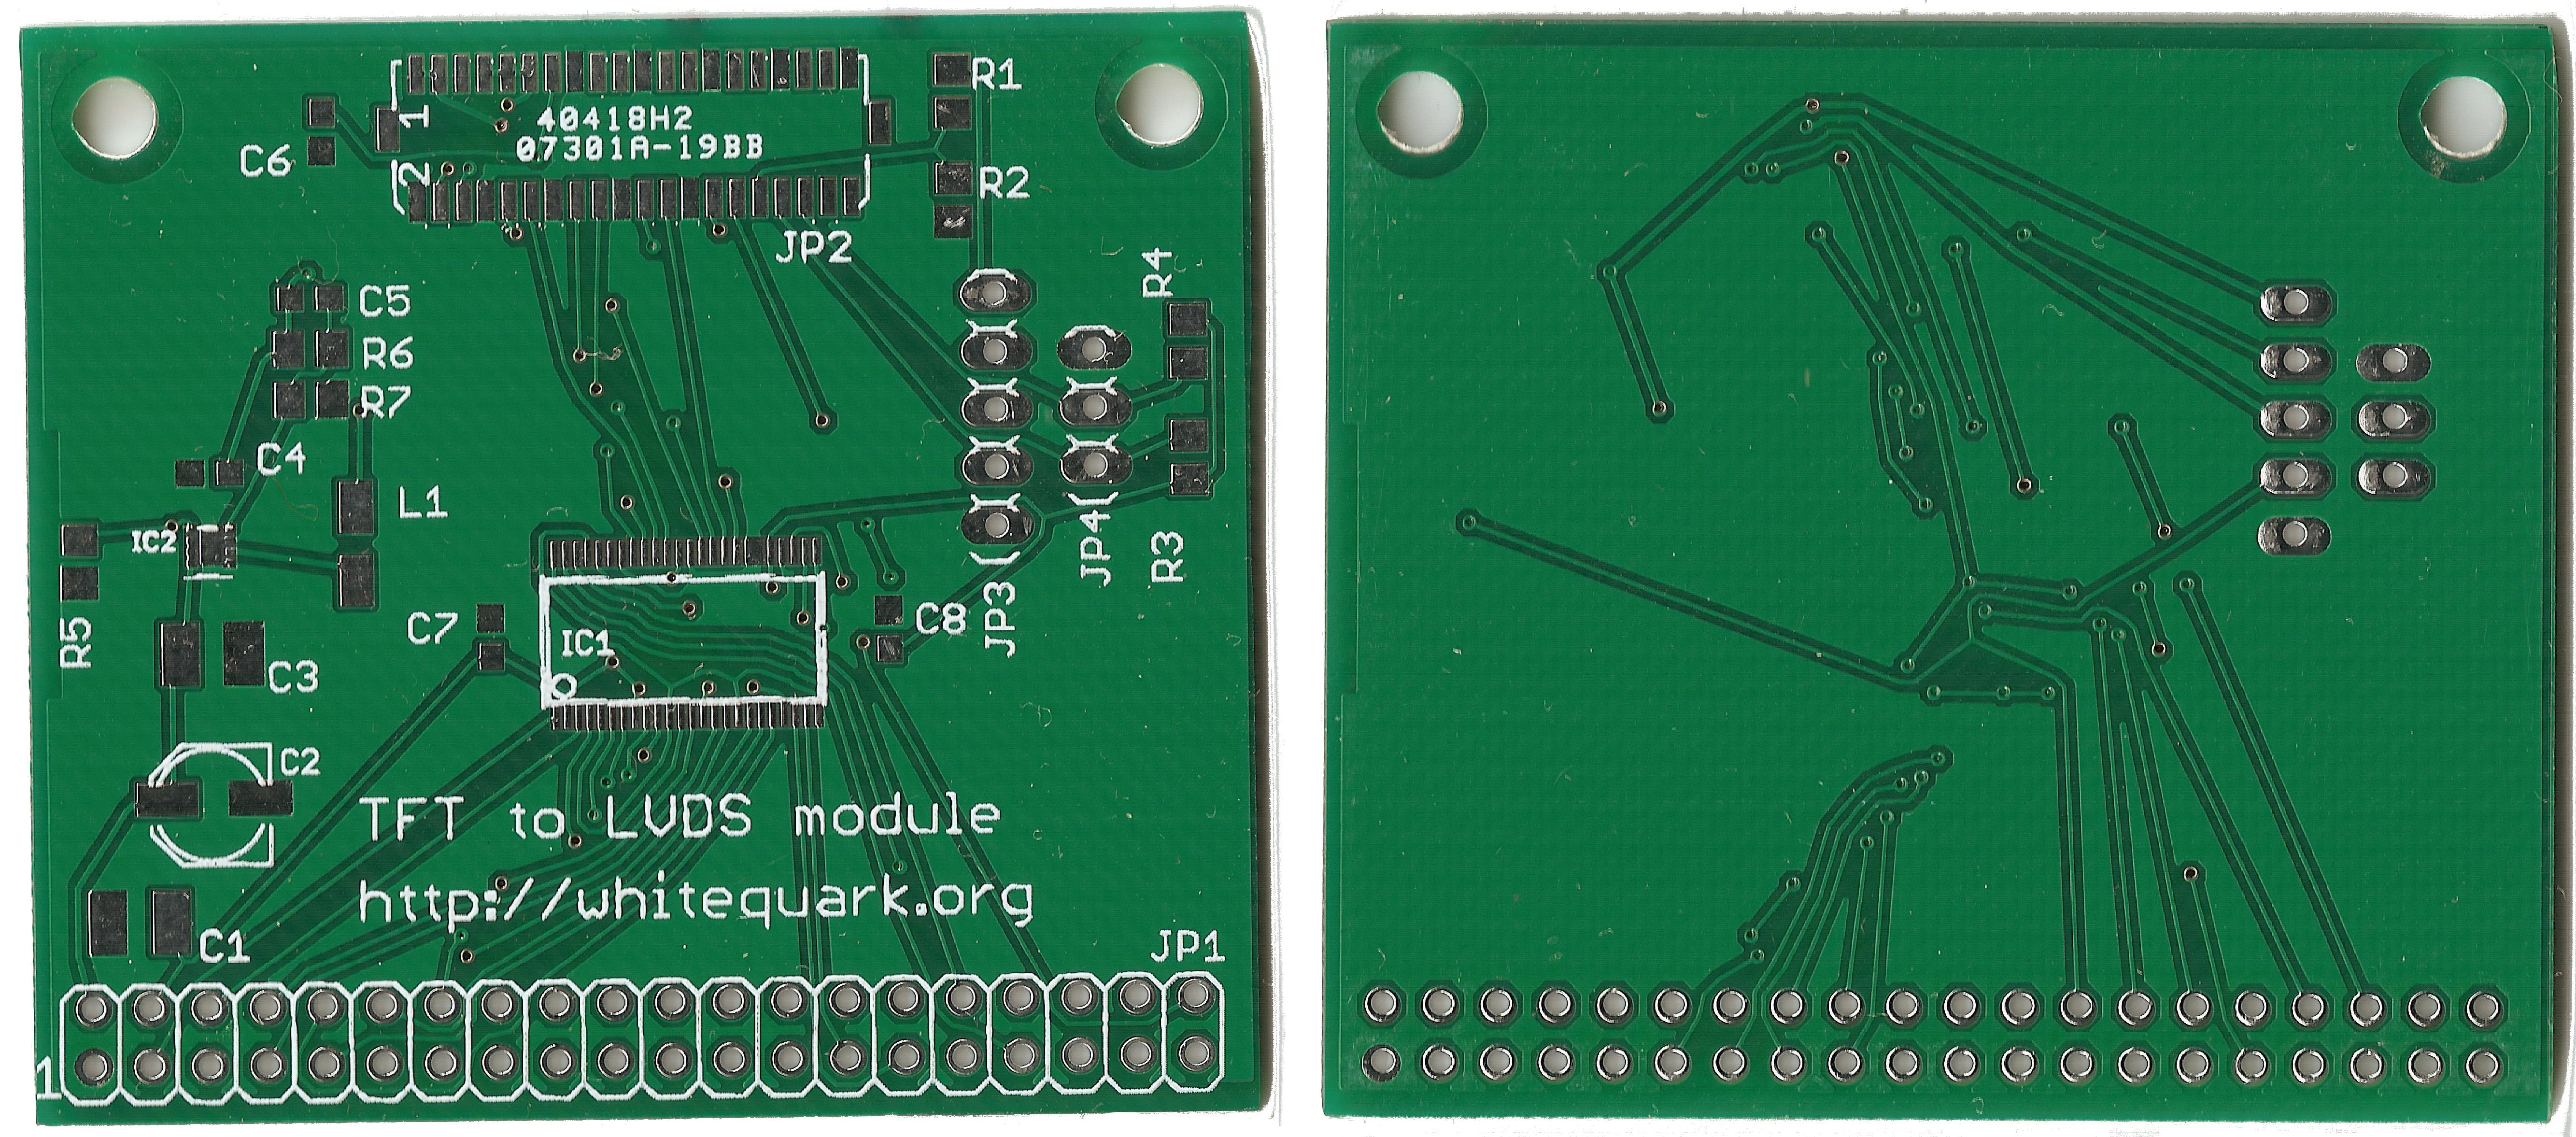 R1
1
40418H2
07301A-19BB
C6
2
R2
JP2
R4
C5
R6
R7
C4
L1
IC2
JP4
R3
R5
C7
IC1
C8
JP3
C3
C2
TFT to LVDS module
http://whitequark.org
C1
JP1
1